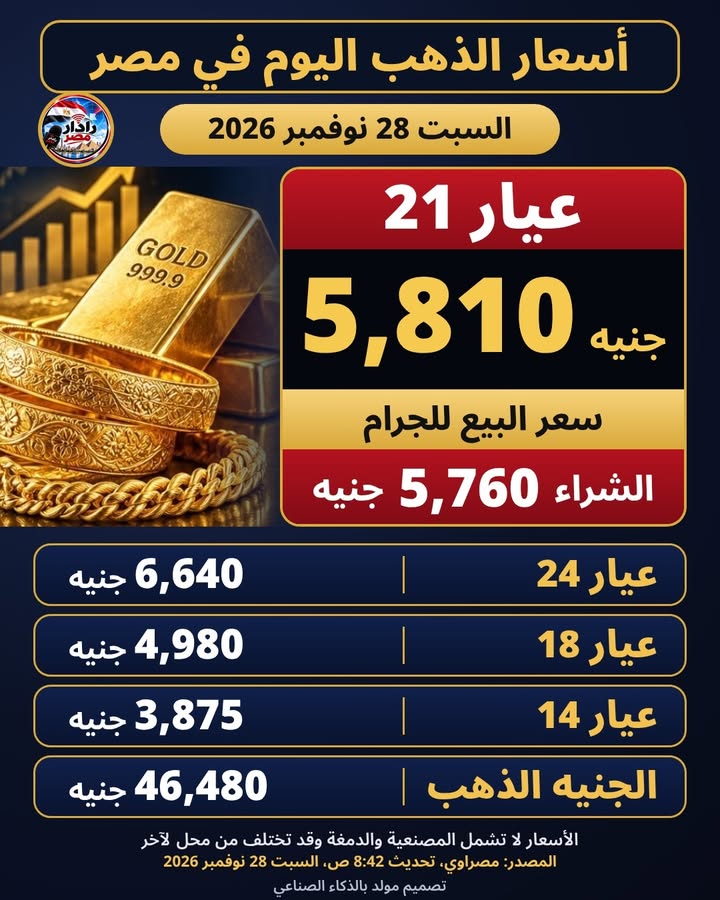 أسعار الذهب اليوم في مصر
رادار
مصر
السبت 28 نوفمبر 2026
GOLD
999.9
عيار 21
5,810 جنيه
سعر البيع للجرام
الشراء 5,760 جنيه
عيار 24 6,640 جنيه
عيار 18 4,980 جنيه
عيار 14 3,875 جنيه
الجنيه الذهب 46,480 جنيه
الأسعار لا تشمل المصنعية والدمغة وقد تختلف من محل لآخر
المصدر: مصراوي، تحديث 8:42 ص، السبت 28 نوفمبر 2026
تصميم مولد بالذكاء الصناعي